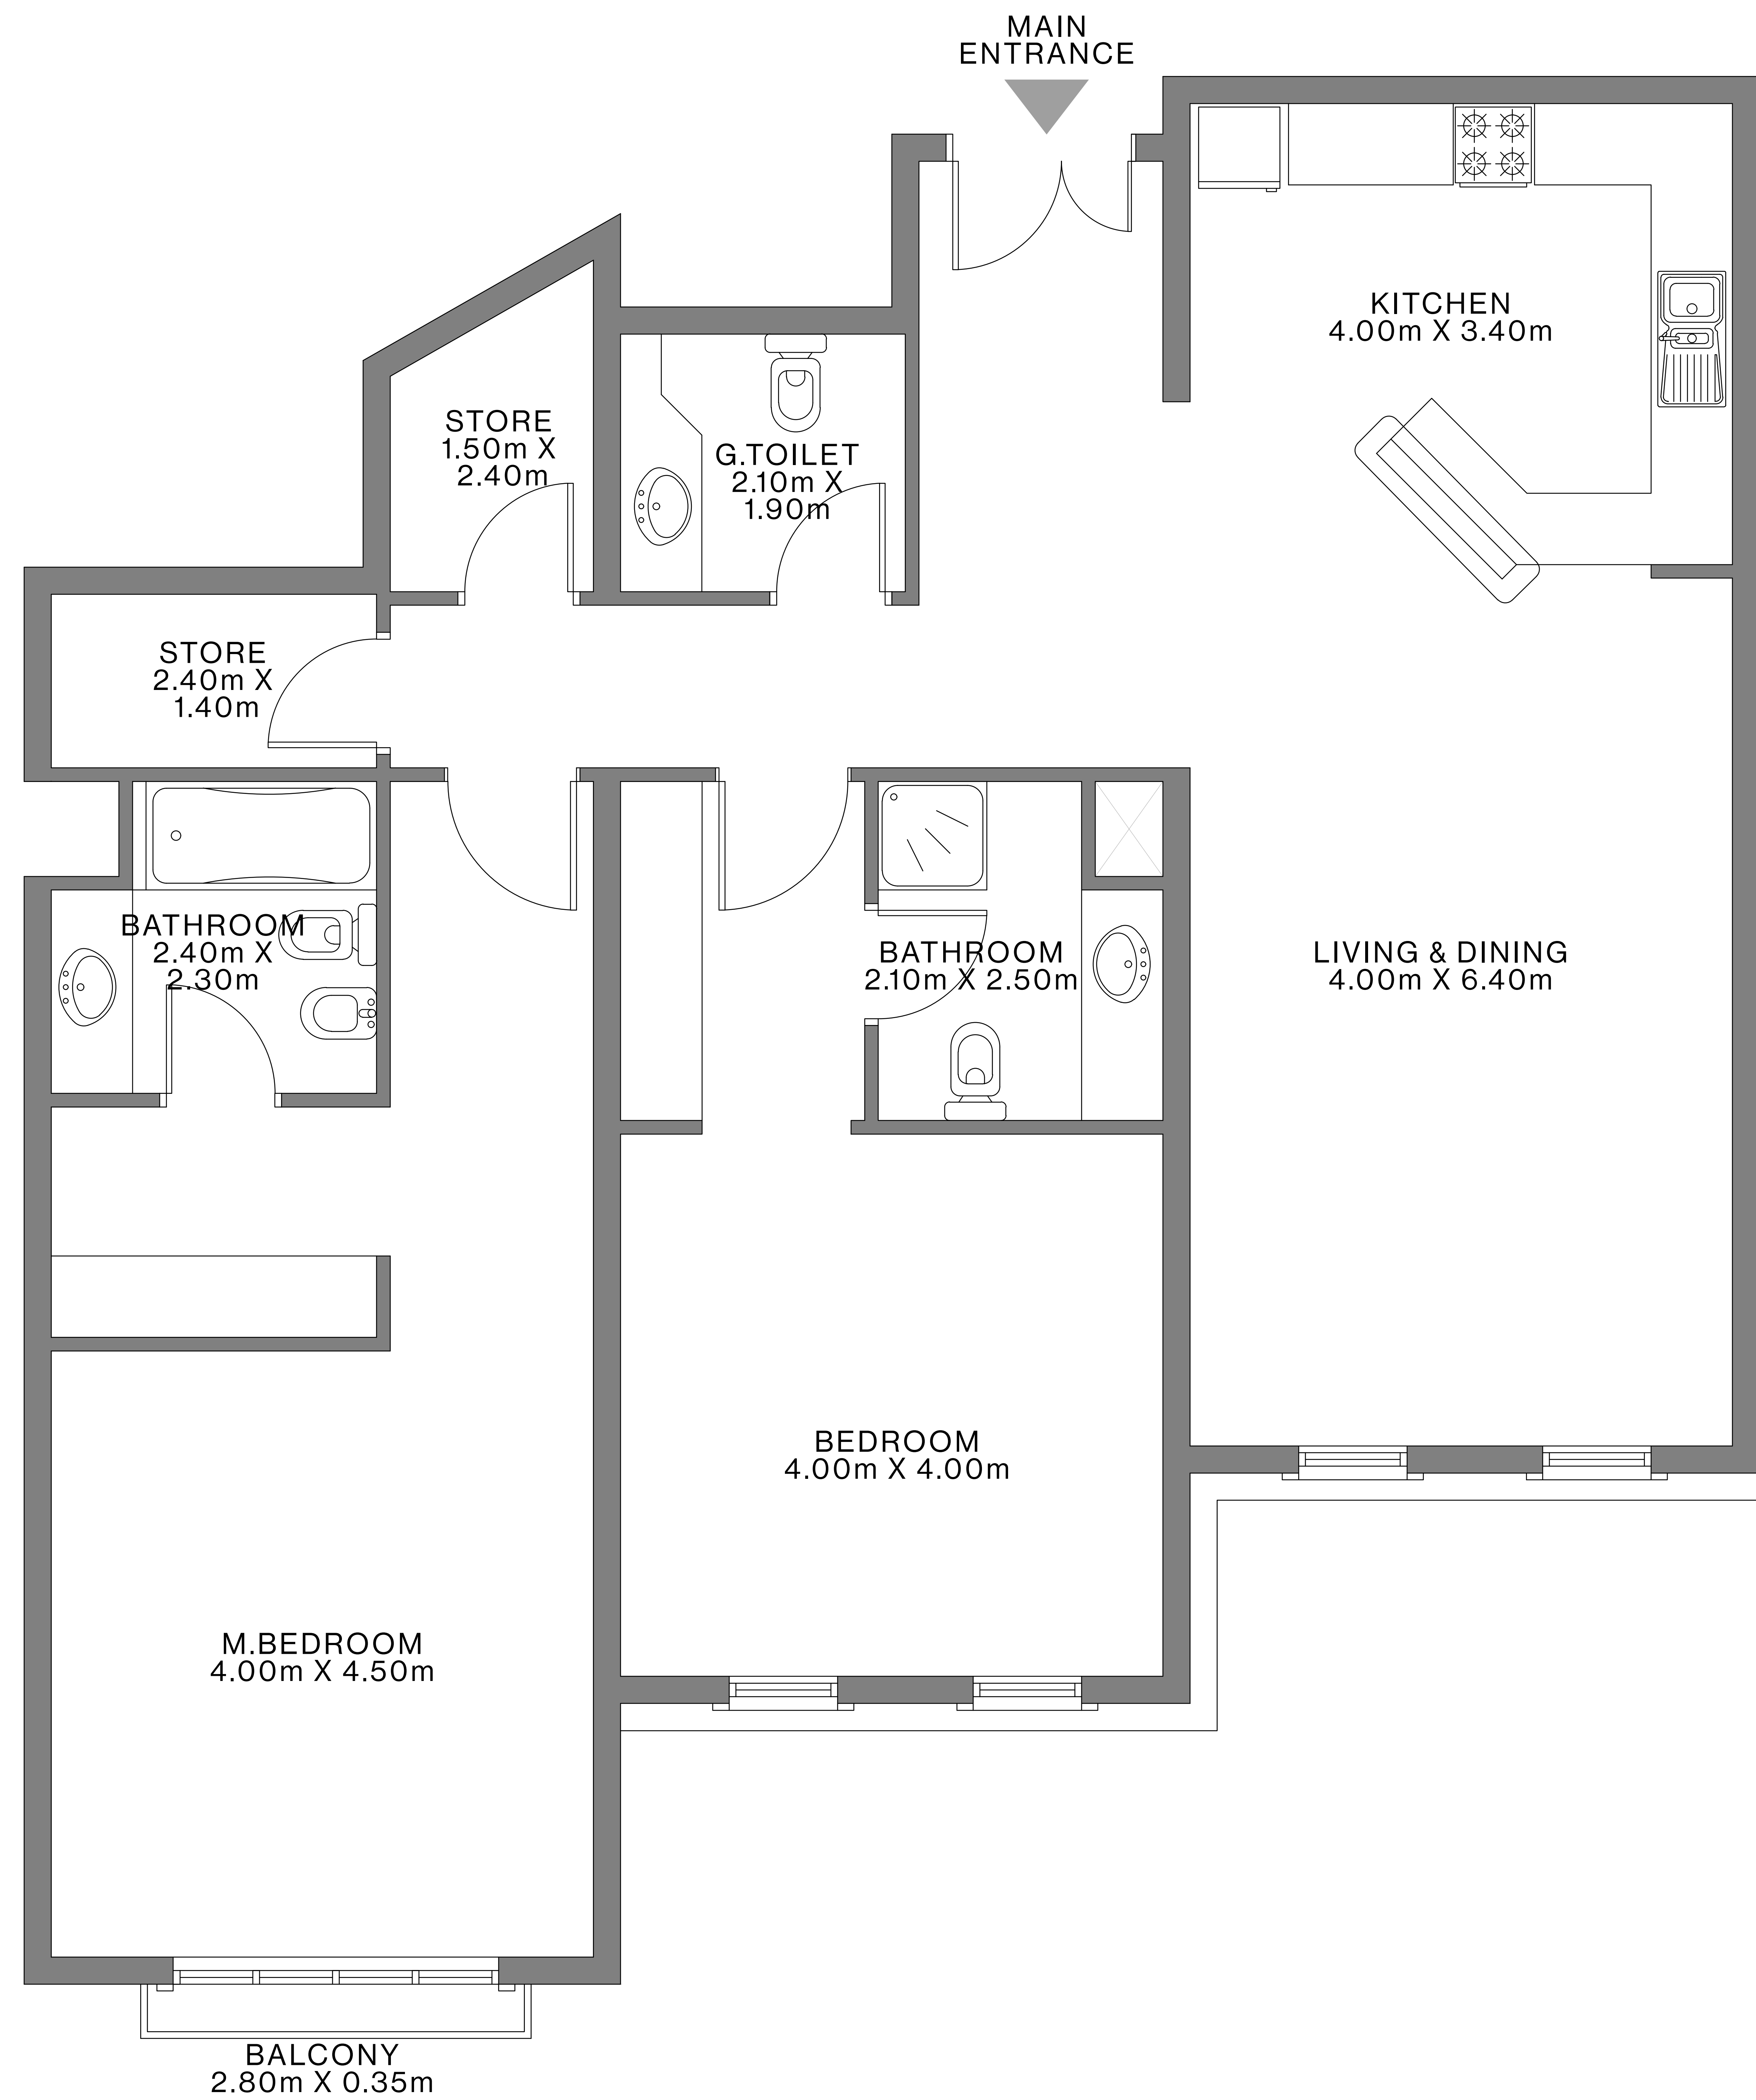 MAIN
ENTRANCE
KITCHEN
4.00m X 3.40m
STORE
1.50m X
2.40m
G.TOILET
2.10m X
1.90m
STORE
2.40m X
1.40m
BATHROOM
2.40m X
2.30m
BATHROOM
2.10m X 2.50m
LIVING & DINING
4.00m X 6.40m
BEDROOM
4.00m X 4.00m
M.BEDROOM
4.00m X 4.50m
BALCONY
2.80m X 0.35m